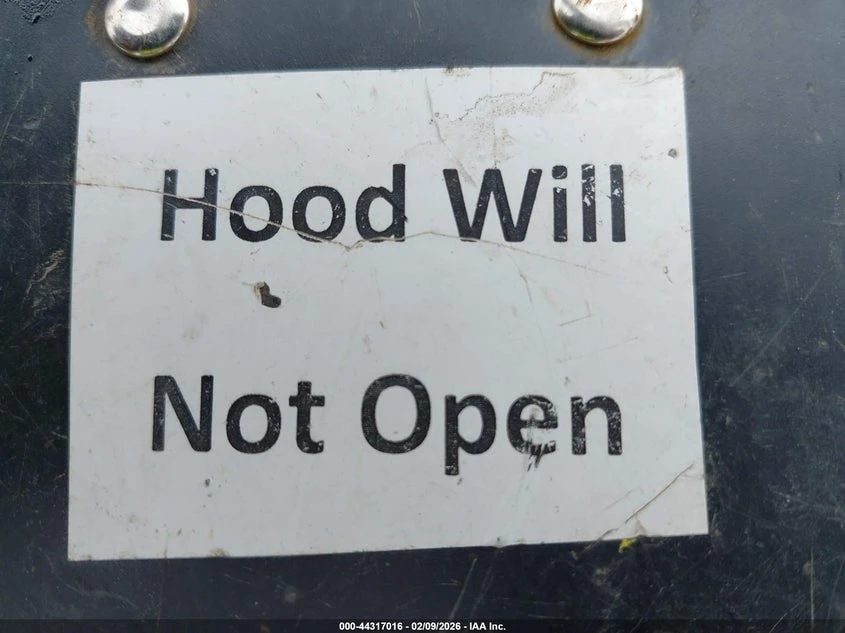 Hood Will
Not Open
000-44317016 - 02/09/2026 - IAA Inc.